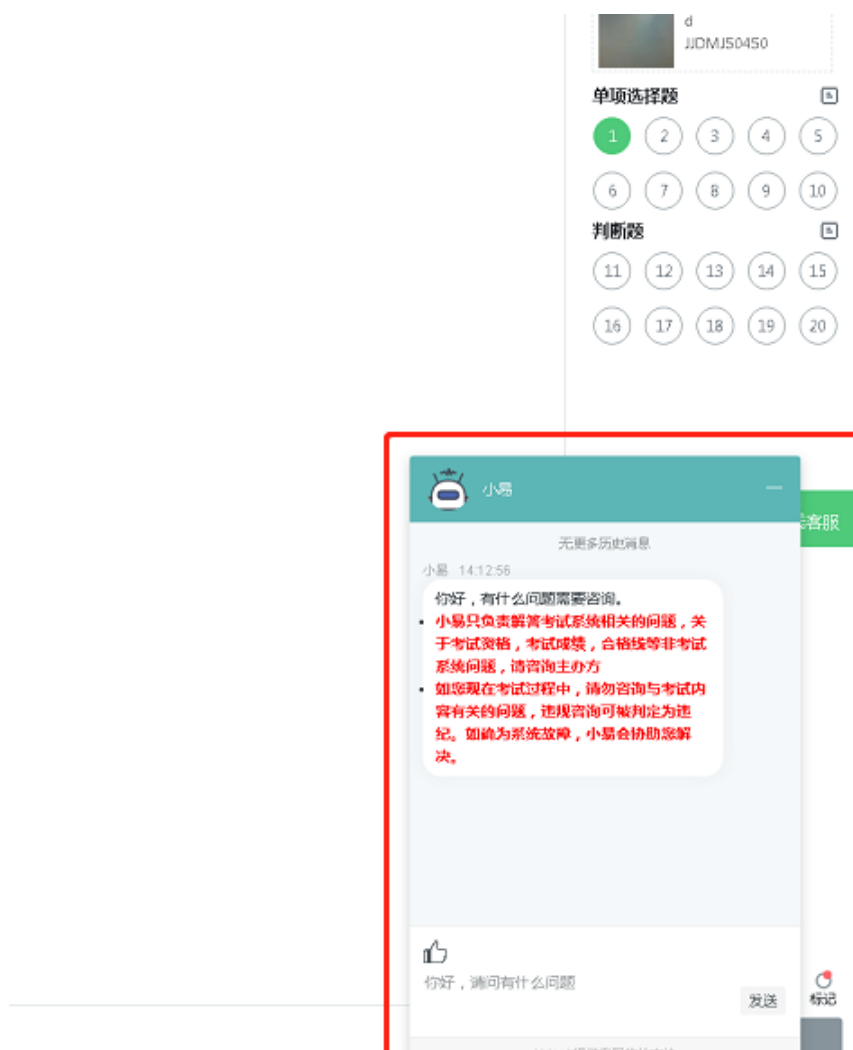 d
JJDMJ50450
单项选择题
1 2 3 4 5
6 7 8 9 10
判断题
11 12 13 14 15
16 17 18 19 20
小易
客服
无更多历史消息
小易 14:12:56
你好，有什么问题需要咨询。
小易只负责解答考试系统相关的问题，关
于考试资格，考试成绩，合格线等非考试
系统问题，请咨询主办方
如您现在考试过程中，请勿咨询与考试内
容有关的问题，违规咨询可被判定为违
纪。如确为系统故障，小易会协助您解
决。
你好，请问有什么问题
发送
标记